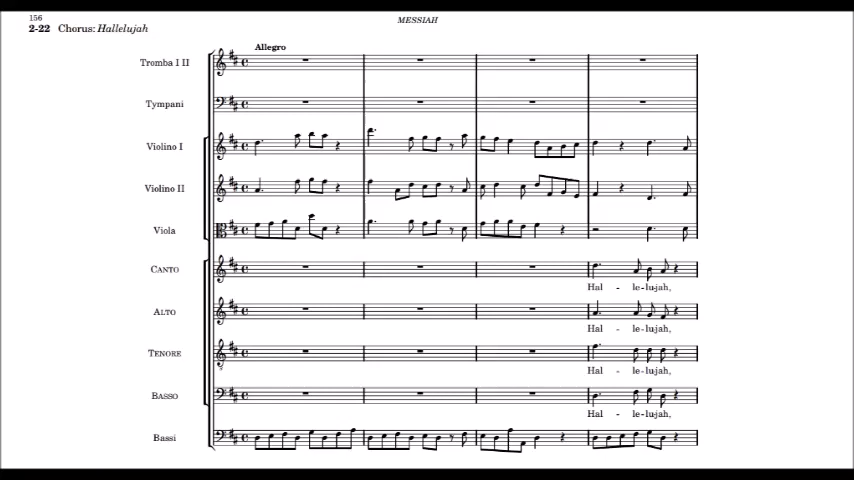 156
MESSIAH
2-22 Chorus: Hallelujah
Allegro
Tromba I II
Tympani
Violino I
Violino II
Viola
Canto
Hal - le-lujah,
Alto
Hal - le-lujah,
Tenore
Hal - le-lujah,
Basso
Hal - le-lujah,
Bassi